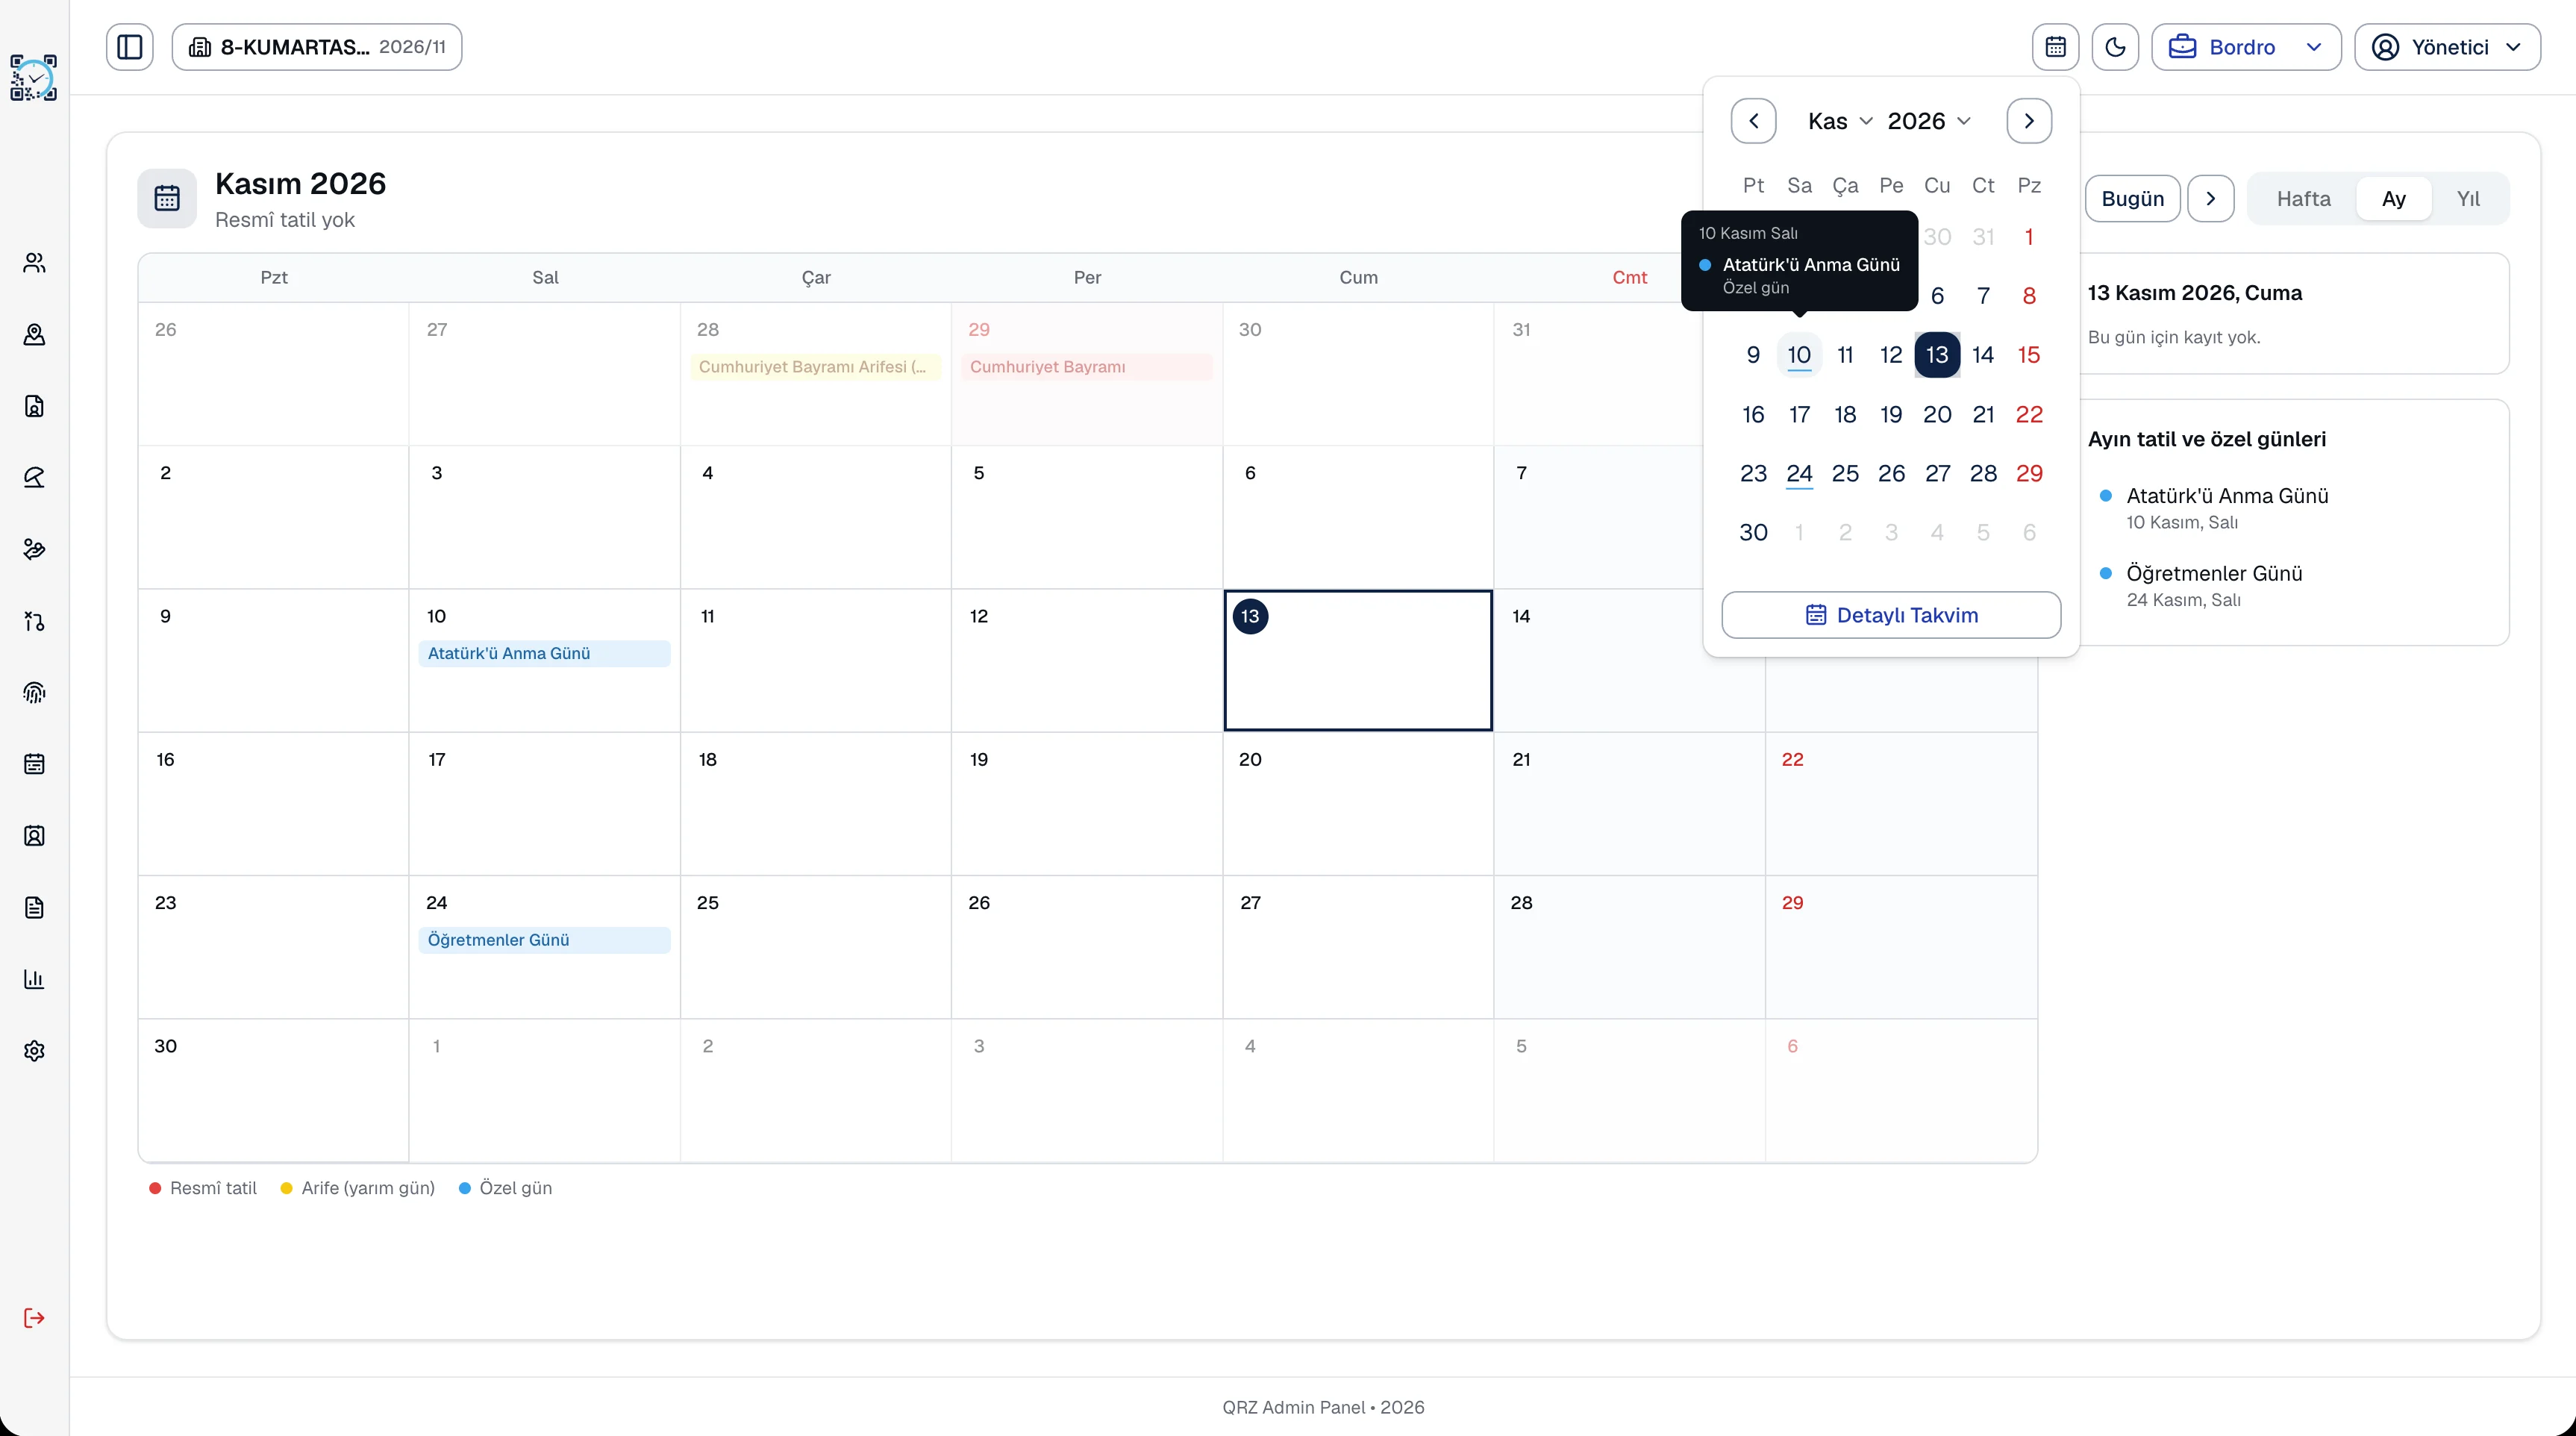 8-KUMARTAS... 2026/11
Bordro
Yönetici
Kasım 2026
Resmî tatil yok
Bugün
Hafta Ay Yıl
Pzt Sal Çar Per Cum Cmt
26 27 28 29 30 31
Cumhuriyet Bayramı Arifesi (... Cumhuriyet Bayramı
2 3 4 5 6 7
9 10 11 12 13 14
Atatürk'ü Anma Günü
16 17 18 19 20 21 22
23 24 25 26 27 28 29
Öğretmenler Günü
30 1 2 3 4 5 6
Resmî tatil Arife (yarım gün) Özel gün
Kas 2026
Pt Sa Ça Pe Cu Ct Pz
30 31 1
6 7 8
9 10 11 12 13 14 15
16 17 18 19 20 21 22
23 24 25 26 27 28 29
30 1 2 3 4 5 6
Detaylı Takvim
10 Kasım Salı
Atatürk'ü Anma Günü
Özel gün
13 Kasım 2026, Cuma
Bu gün için kayıt yok.
Ayın tatil ve özel günleri
Atatürk'ü Anma Günü
10 Kasım, Salı
Öğretmenler Günü
24 Kasım, Salı
QRZ Admin Panel • 2026